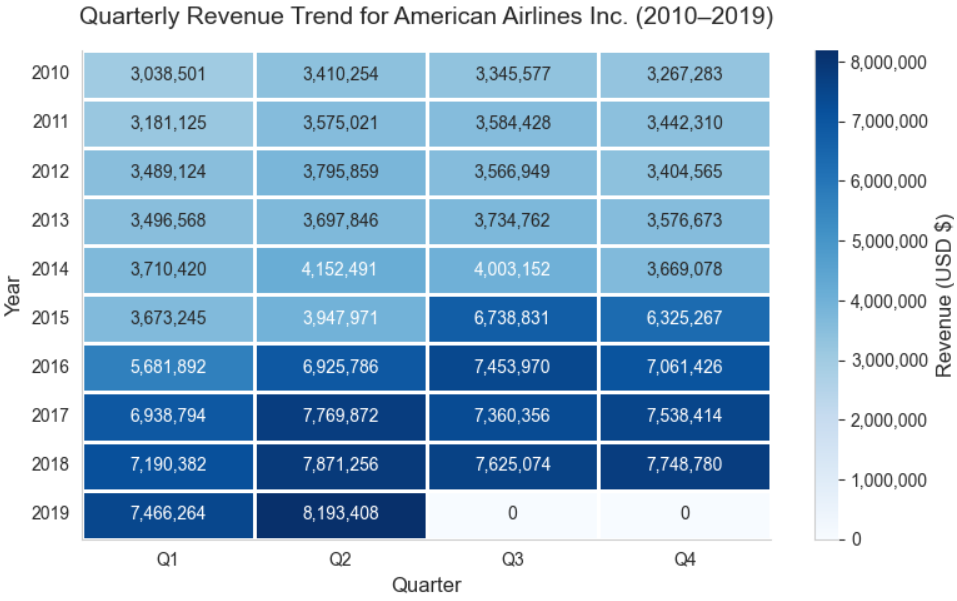 Quarterly Revenue Trend for American Airlines Inc. (2010–2019)
2010 3,038,501 3,410,254 3,345,577 3,267,283
2011 3,181,125 3,575,021 3,584,428 3,442,310
2012 3,489,124 3,795,859 3,566,949 3,404,565
2013 3,496,568 3,697,846 3,734,762 3,576,673
2014 3,710,420 4,152,491 4,003,152 3,669,078
2015 3,673,245 3,947,971 6,738,831 6,325,267
2016 5,681,892 6,925,786 7,453,970 7,061,426
2017 6,938,794 7,769,872 7,360,356 7,538,414
2018 7,190,382 7,871,256 7,625,074 7,748,780
2019 7,466,264 8,193,408 0 0
Q1 Q2 Q3 Q4
Quarter
Year
8,000,000
7,000,000
6,000,000
5,000,000
4,000,000
3,000,000
2,000,000
1,000,000
0
Revenue (USD $)